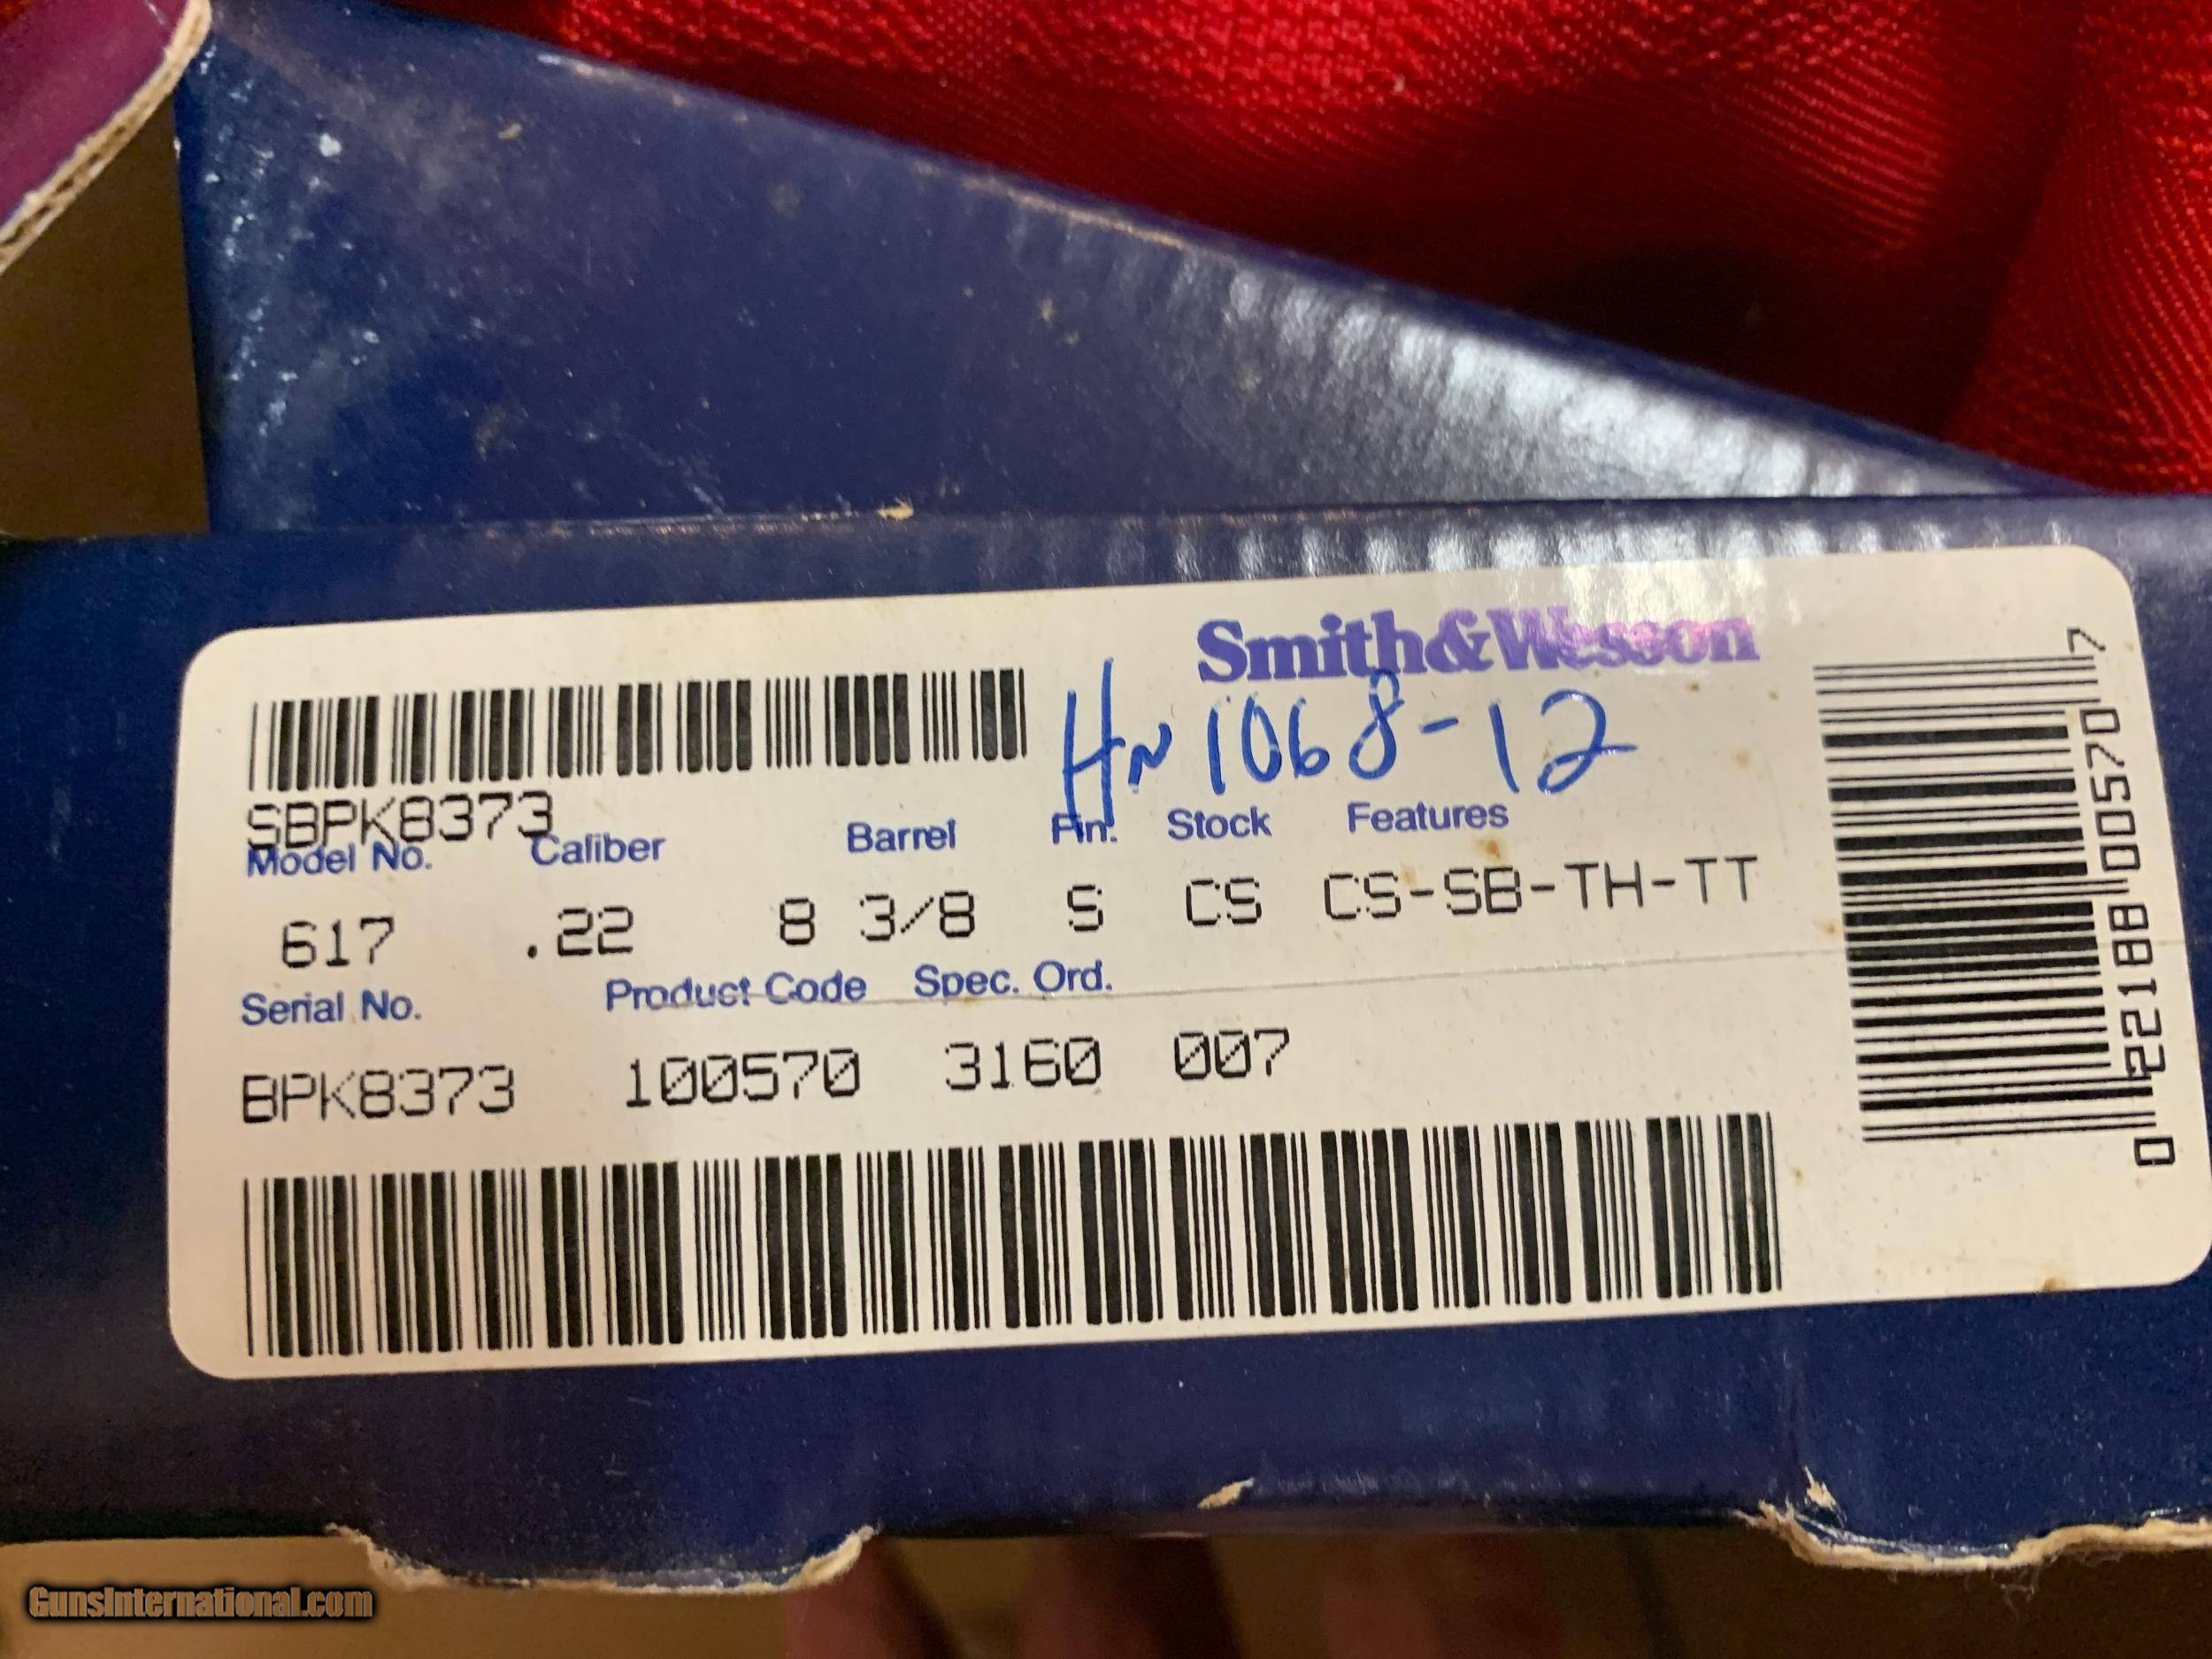 Smith&Wesson
Hn 1068-12
SBPK8373
Model No. Caliber Barrel Fin. Stock Features
617 .22 8 3/8 S CS CS-SB-TH-TT
Serial No. Product Code Spec. Ord.
BPK8373 100570 3160 007
0 22188 00570 7
GunsInternational.com